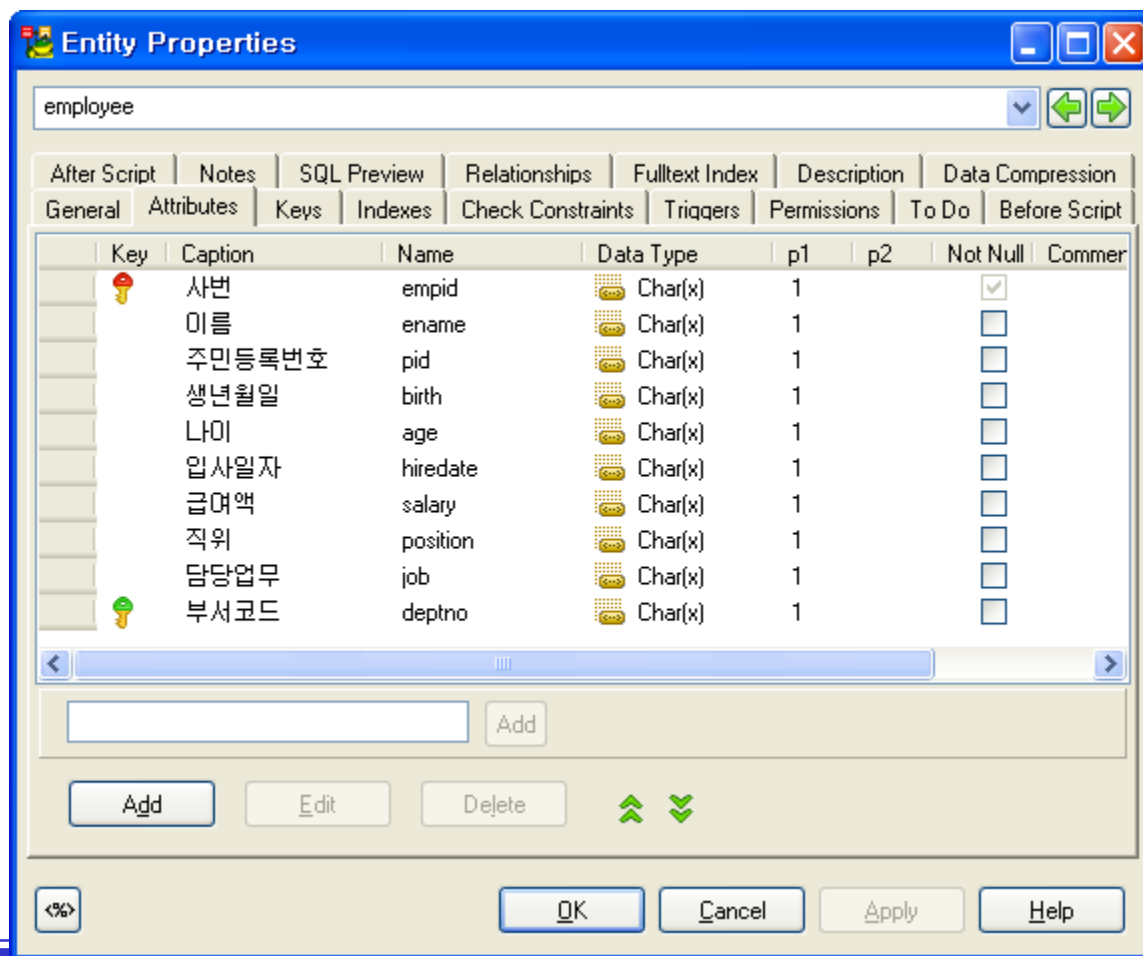 Entity Properties
employee
After Script Notes SQL Preview Relationships Fulltext Index Description Data Compression
General Attributes Keys Indexes Check Constraints Triggers Permissions To Do Before Script
Key Caption Name Data Type p1 p2 Not Null Commer
사번 empid Char(x) 1
이름 ename Char(x) 1
주민등록번호 pid Char(x) 1
생년월일 birth Char(x) 1
나이 age Char(x) 1
입사일자 hiredate Char(x) 1
급여액 salary Char(x) 1
직위 position Char(x) 1
담당업무 job Char(x) 1
부서코드 deptno Char(x) 1
Add
Add Edit Delete
<%> OK Cancel Apply Help